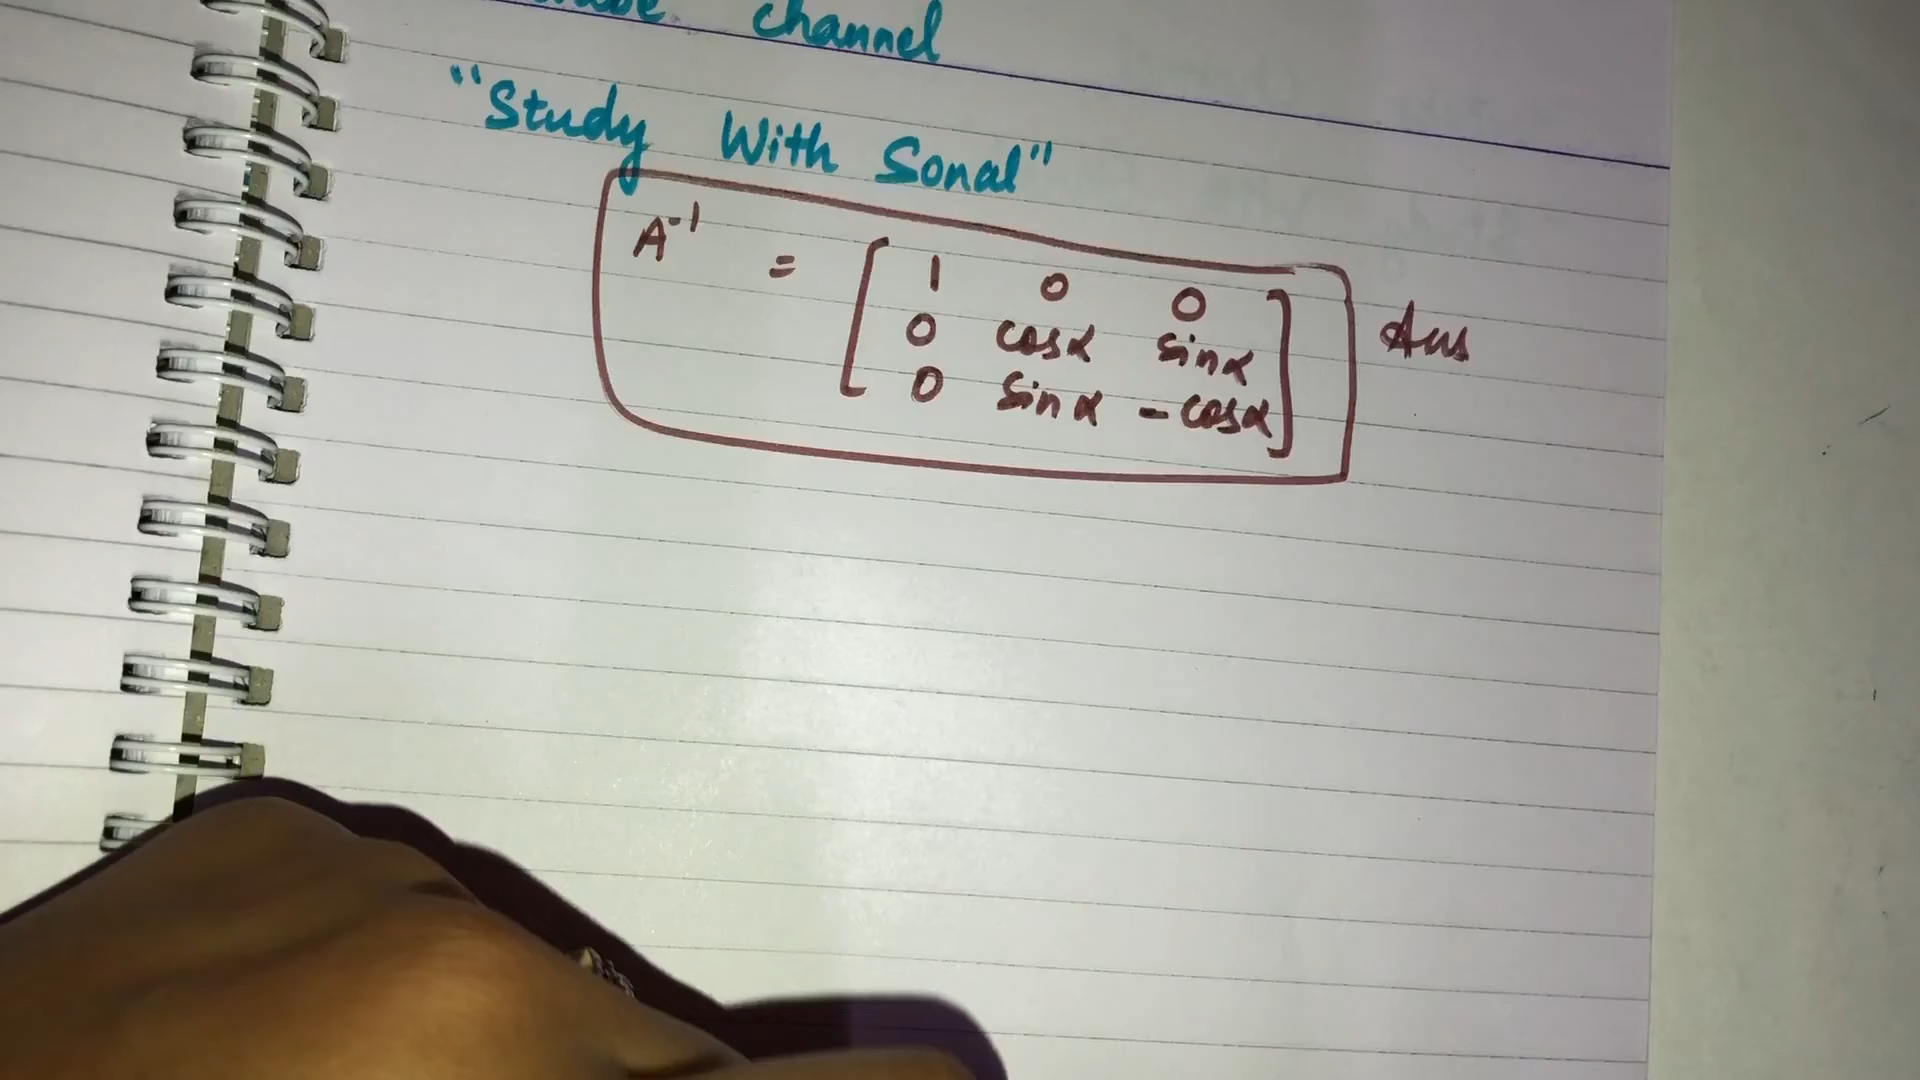 channel
"Study With Sonal"
A⁻¹ = [ 1 0 0
0 cosα sinα
0 sinα -cosα ] Ans